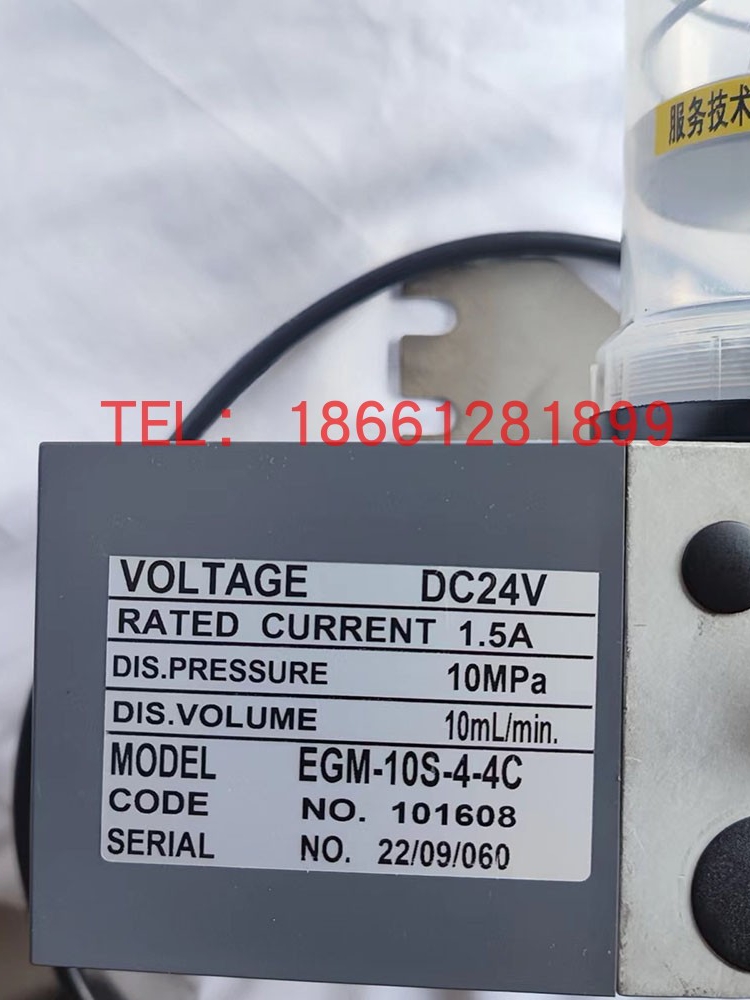 服务技术
TEL： 18661281899
VOLTAGE DC24V
RATED CURRENT 1.5A
DIS.PRESSURE 10MPa
DIS.VOLUME 10mL/min.
MODEL EGM-10S-4-4C
CODE NO. 101608
SERIAL NO. 22/09/060